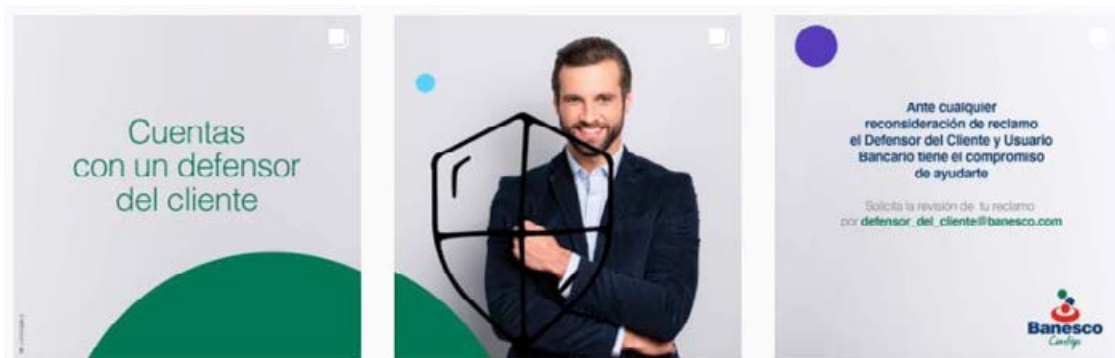 Cuentas
con un defensor
del cliente
Ante cualquier
reconsideración de reclamo
el Defensor del Cliente y Usuario
Bancario tiene el compromiso
de ayudarte
Solicita la revisión de tu reclamo
por defensor_del_cliente@banesco.com
Banesco
Contigo